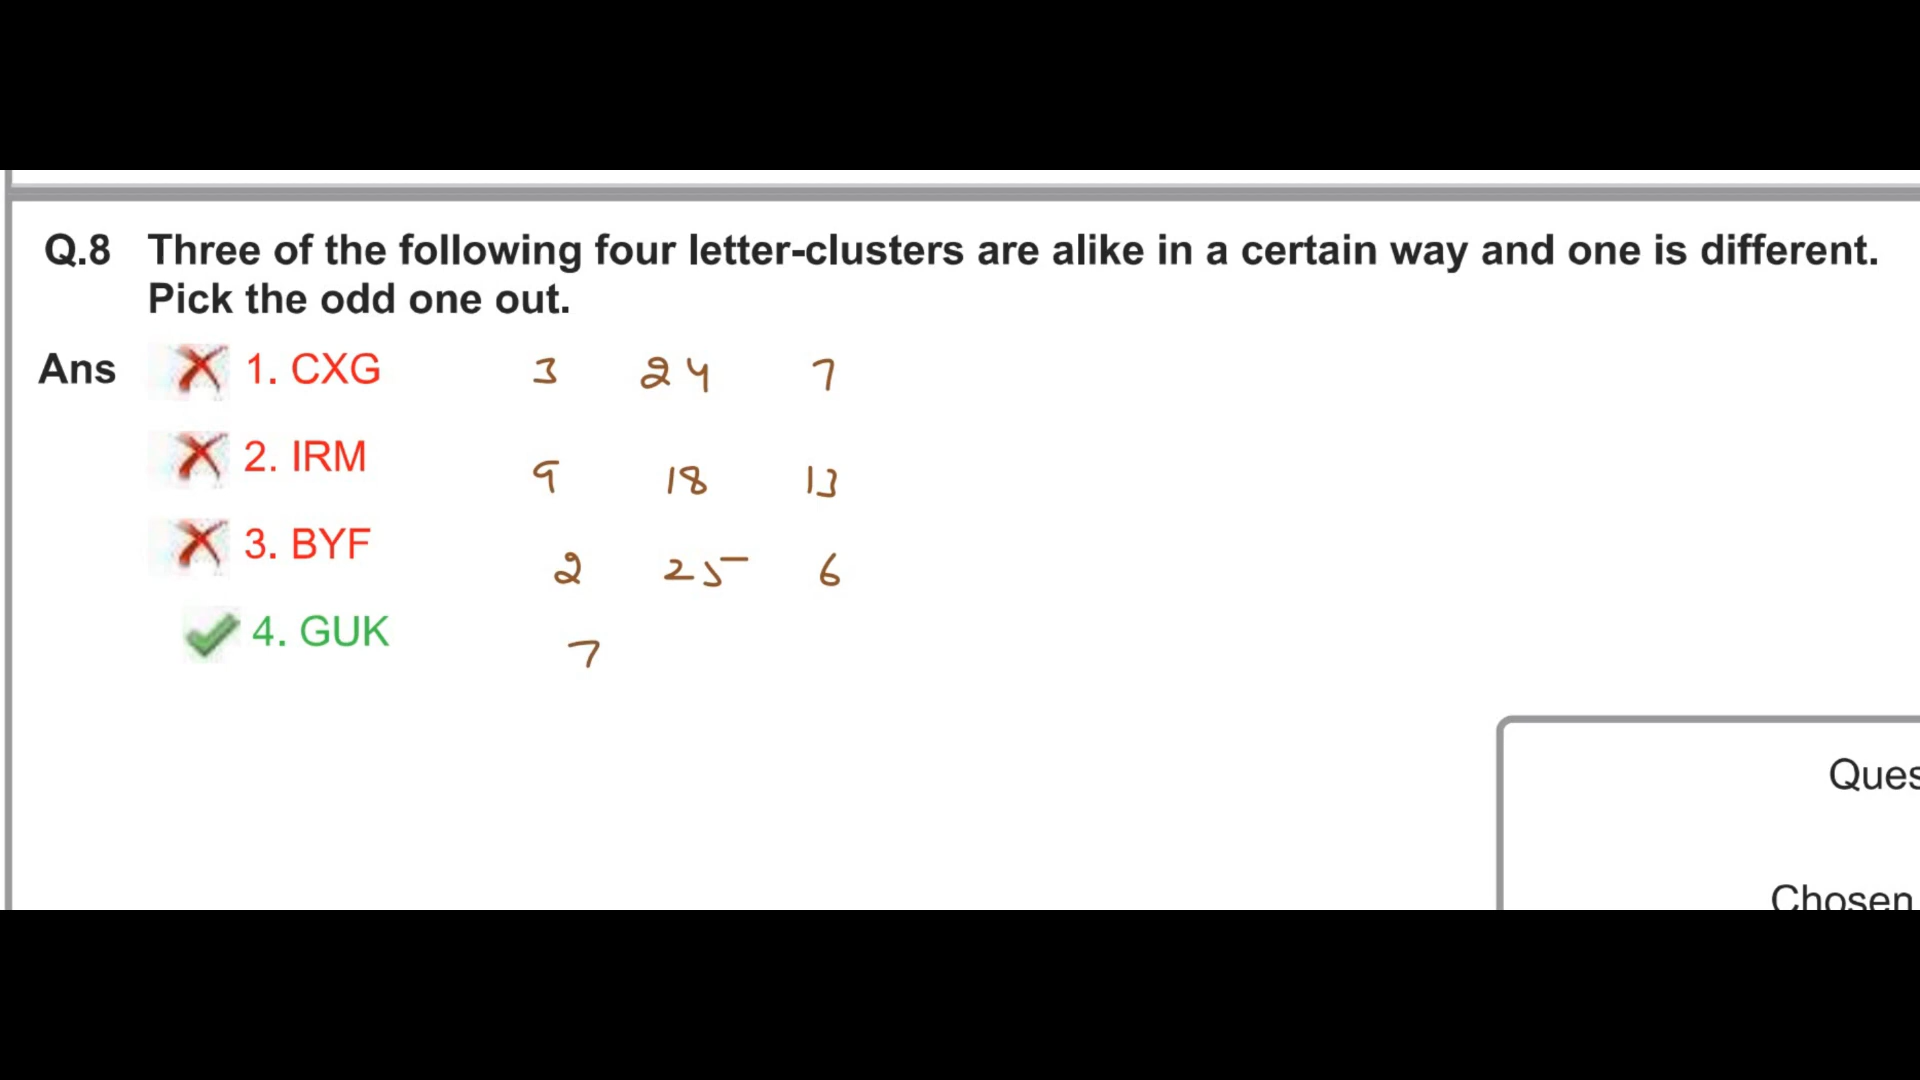 Q.8 Three of the following four letter-clusters are alike in a certain way and one is different.
Pick the odd one out.
Ans 1. CXG 3 24 7
2. IRM 9 18 13
3. BYF 2 25 6
4. GUK 7
Ques
Chosen